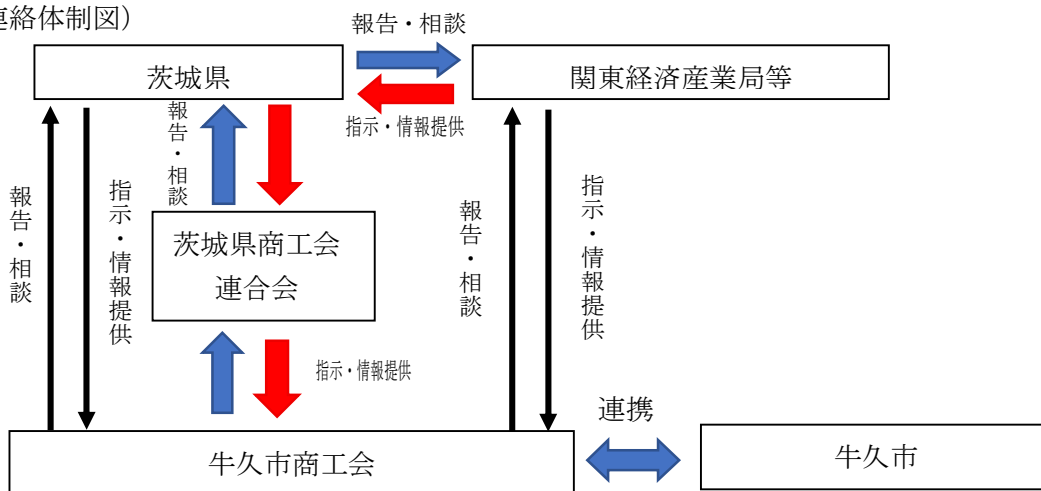 連絡体制図）
報告・相談
茨城県
関東経済産業局等
指示・情報提供
報告・相談
報告・相談
指示・情報提供
茨城県商工会
連合会
報告・相談
指示・情報提供
指示・情報提供
連携
牛久市商工会
牛久市